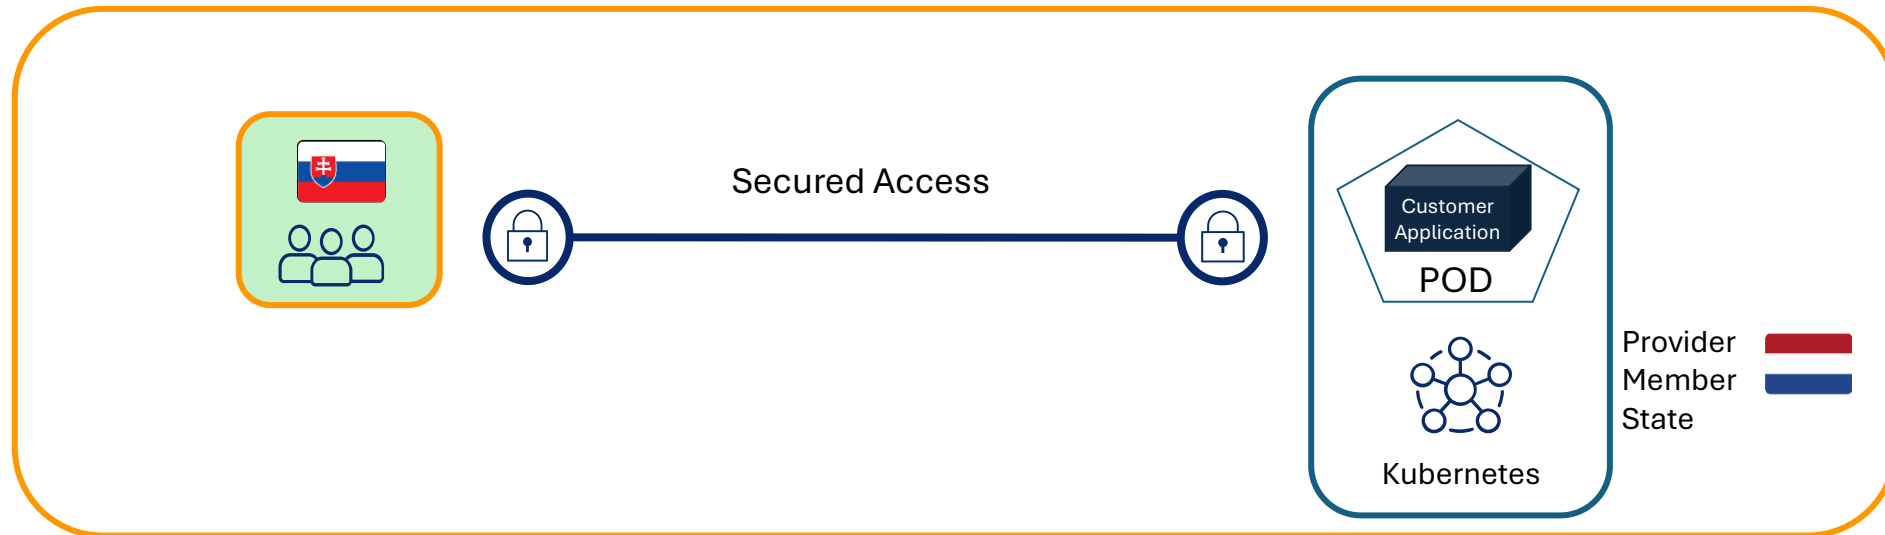 Secured Access
Customer
Application
POD
Kubernetes
Provider
Member
State